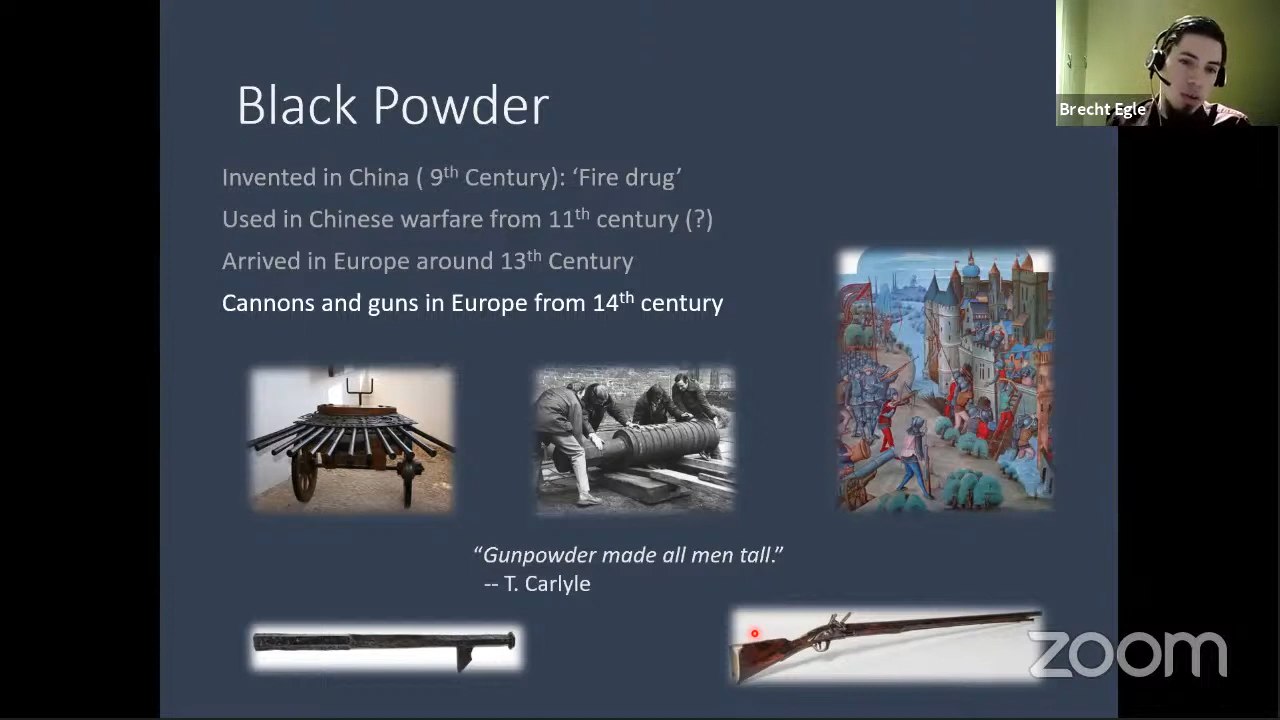 Black Powder
Brecht Egle
Invented in China ( 9th Century): ‘Fire drug’
Used in Chinese warfare from 11th century (?)
Arrived in Europe around 13th Century
Cannons and guns in Europe from 14th century
“Gunpowder made all men tall.”
-- T. Carlyle
zoom